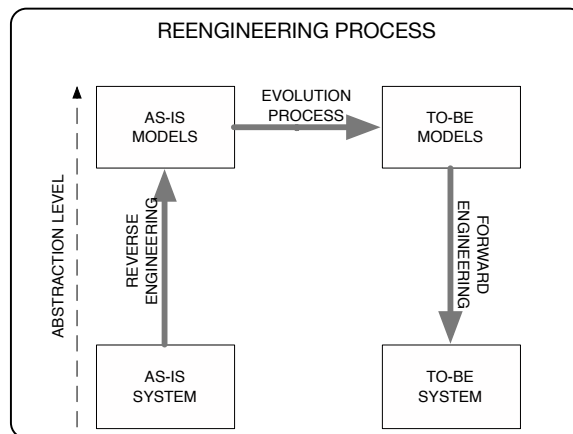 REENGINEERING PROCESS
AS-IS
MODELS
EVOLUTION
PROCESS
TO-BE
MODELS
ABSTRACTION LEVEL
REVERSE
ENGINEERING
FORWARD
ENGINEERING
AS-IS
SYSTEM
TO-BE
SYSTEM